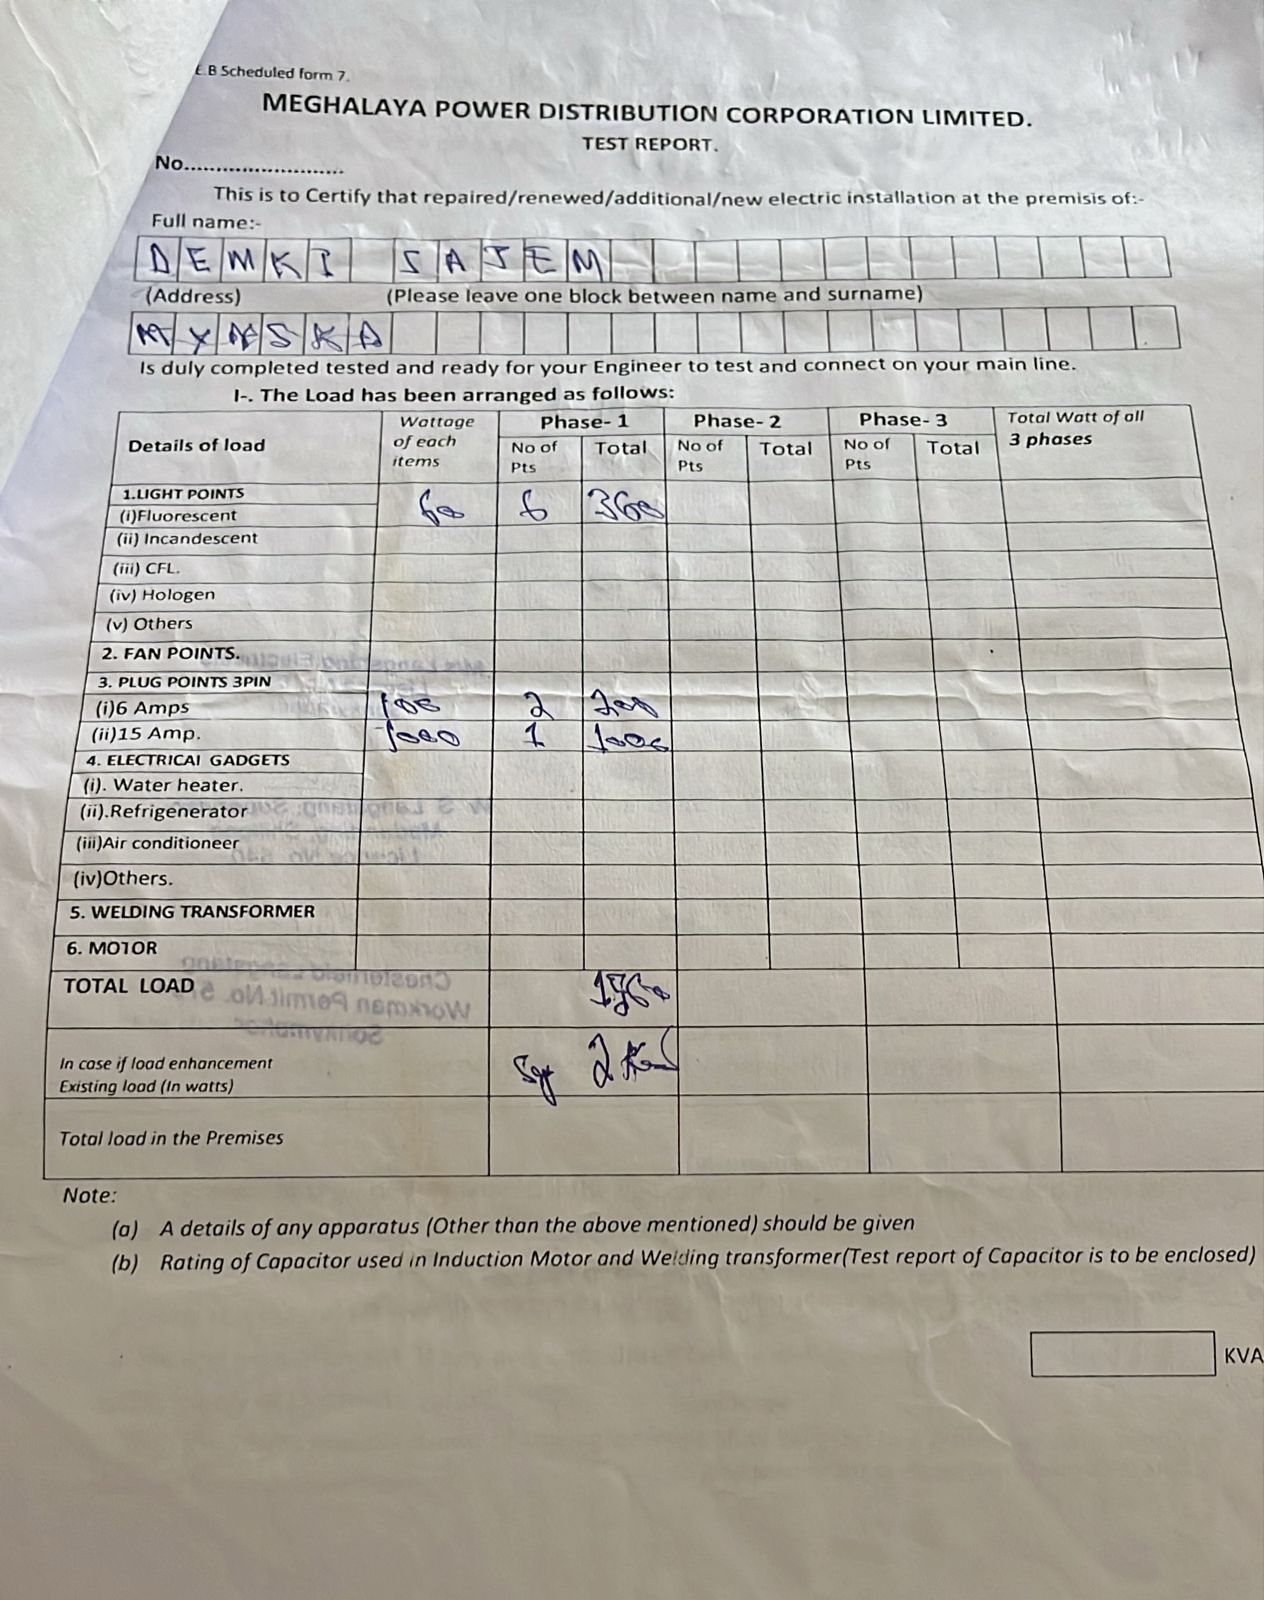 E.B Scheduled form 7.
MEGHALAYA POWER DISTRIBUTION CORPORATION LIMITED.
TEST REPORT.
No.........................
This is to Certify that repaired/renewed/additional/new electric installation at the premisis of:-
Full name:-
DEMKI SAJEM
(Address) (Please leave one block between name and surname)
Is duly completed tested and ready for your Engineer to test and connect on your main line.
I-. The Load has been arranged as follows:
Details of load Wattage of each items Phase- 1 Phase- 2 Phase- 3 Total Watt of all 3 phases
No of Pts Total No of Pts Total No of Pts Total
1.LIGHT POINTS
(i)Fluorescent 60 6 360
(ii) Incandescent
(iii) CFL.
(iv) Hologen
(v) Others
2. FAN POINTS.
3. PLUG POINTS 3PIN
(i)6 Amps 100 2 200
(ii)15 Amp. 1000 1 1000
4. ELECTRICAl GADGETS
(i). Water heater.
(ii).Refrigenerator
(iii)Air conditioneer
(iv)Others.
5. WELDING TRANSFORMER
6. MOTOR
TOTAL LOAD
In case if load enhancement
Existing load (In watts) 2
Total load in the Premises
Note:
(a) A details of any apparatus (Other than the above mentioned) should be given
(b) Rating of Capacitor used in Induction Motor and Welding transformer(Test report of Capacitor is to be enclosed)
KVA